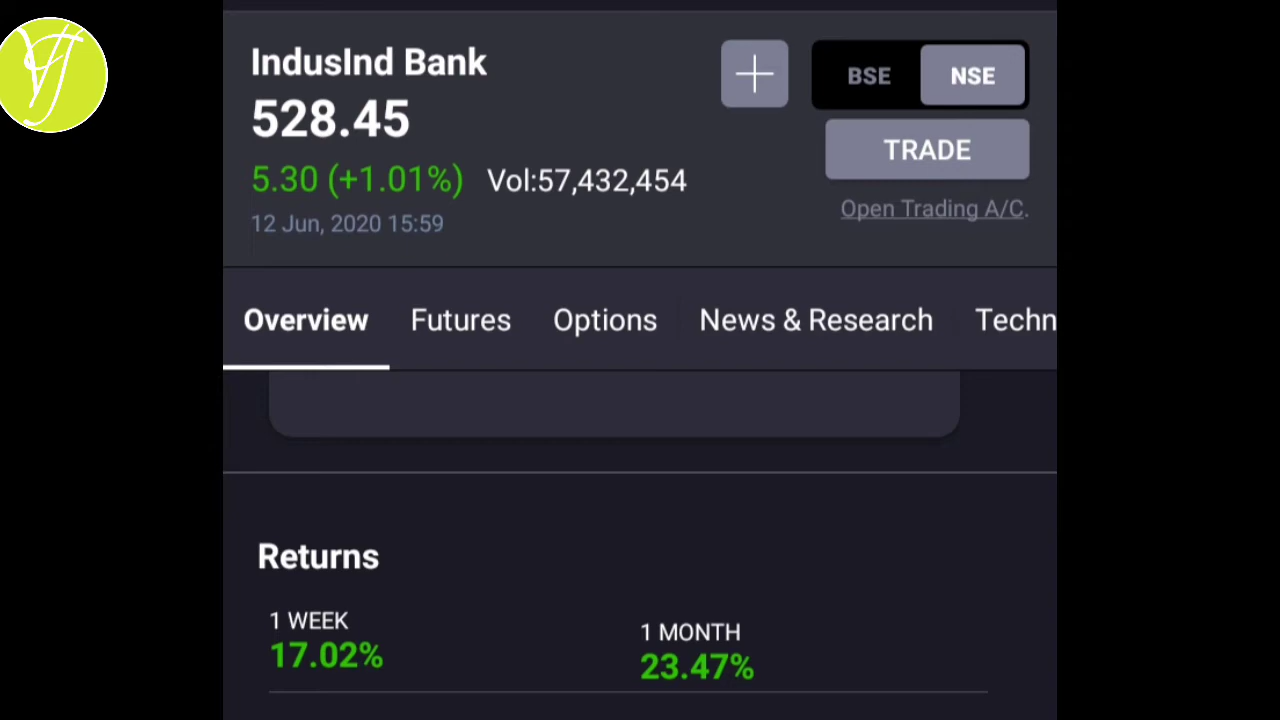 IndusInd Bank
528.45
5.30 (+1.01%) Vol:57,432,454
12 Jun, 2020 15:59
BSE NSE
TRADE
Open Trading A/C.
Overview Futures Options News & Research Techn
Returns
1 WEEK
17.02%
1 MONTH
23.47%